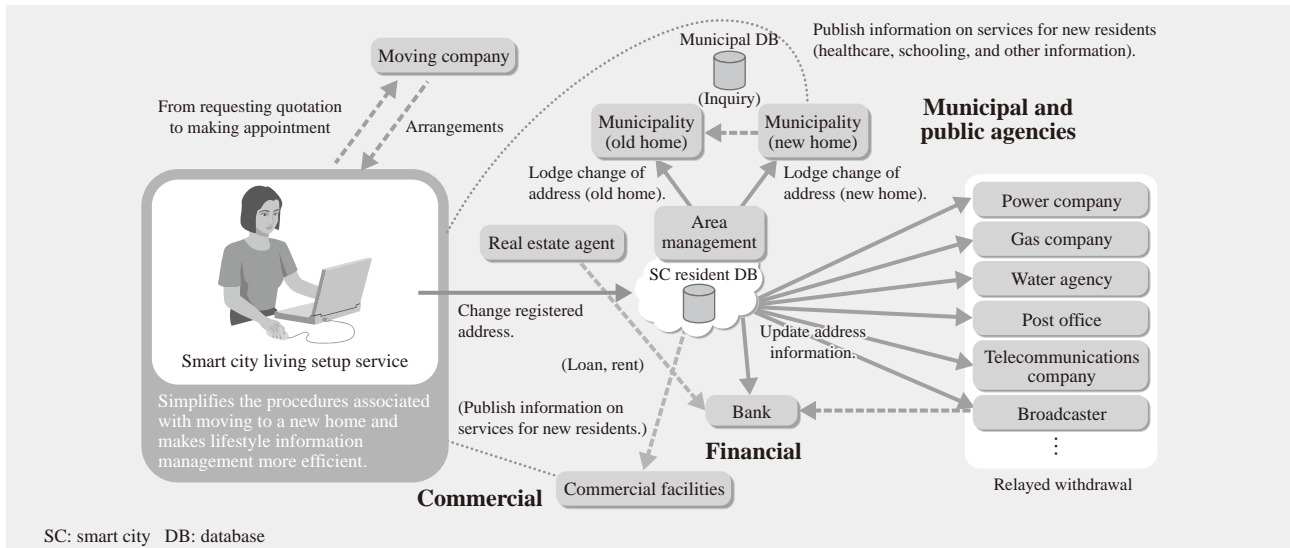 Publish information on services for new residents
(healthcare, schooling, and other information).
Municipal DB
(Inquiry)
Moving company
From requesting quotation
to making appointment
Arrangements
Municipality
(old home)
Municipality
(new home)
Municipal and
public agencies
Lodge change of
address (old home).
Lodge change of
address (new home).
Area
management
Real estate agent
SC resident DB
Change registered
address.
Update address
information.
Power company
Gas company
Water agency
Post office
Telecommunications
company
Broadcaster
⋮
Relayed withdrawal
Smart city living setup service
Simplifies the procedures associated
with moving to a new home and
makes lifestyle information
management more efficient.
(Loan, rent)
(Publish information on
services for new residents.)
Bank
Financial
Commercial
Commercial facilities
SC: smart city DB: database